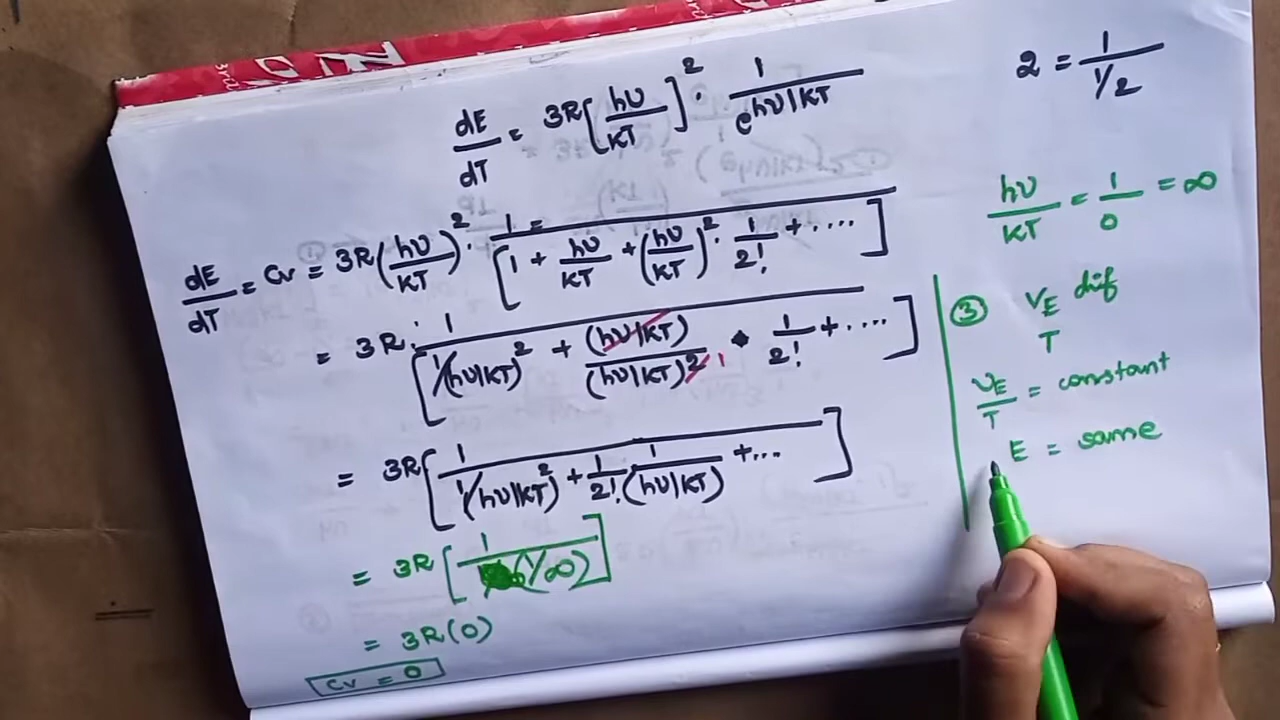 dE/dT = 3R[hυ/KT]² · 1/e^hυ/KT
dE/dT = Cv = 3R(hυ/KT)² · 1 = /[1 + hυ/KT + (hυ/KT)² · 1/2! + ....]
= 3R · 1/[1/(hυ/KT)² + (hυ/KT)/(hυ/KT)² 1 · 1/2! + ....]
= 3R[1/1/(hυ/KT)² + 1/2! 1/(hυ/KT) + ...]
= 3R[1/(1/∞)]
= 3R(0)
Cv = 0
2 = 1/1/2
hυ/KT = 1/0 = ∞
③ νE dif
T
νE/T = constant
E = same